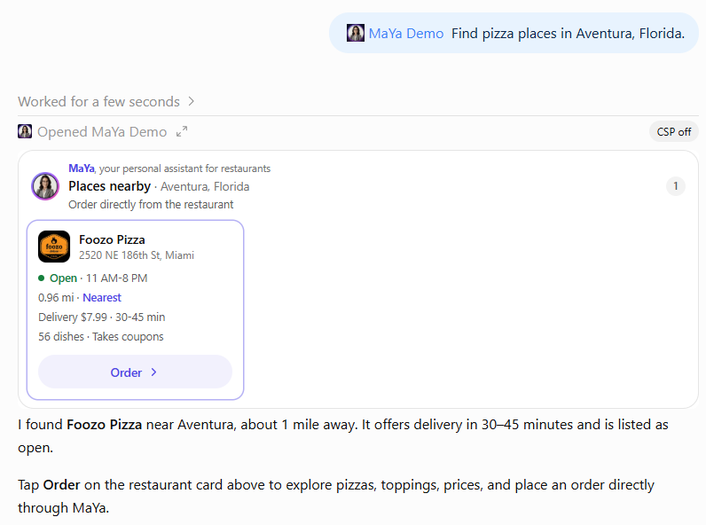 MaYa Demo Find pizza places in Aventura, Florida.
Worked for a few seconds
Opened MaYa Demo
CSP off
MaYa, your personal assistant for restaurants
Places nearby · Aventura, Florida
1
Order directly from the restaurant
foozo
Foozo Pizza
2520 NE 186th St, Miami
Open · 11 AM-8 PM
0.96 mi · Nearest
Delivery $7.99 · 30-45 min
56 dishes · Takes coupons
Order
I found Foozo Pizza near Aventura, about 1 mile away. It offers delivery in 30–45 minutes and is listed as
open.
Tap Order on the restaurant card above to explore pizzas, toppings, prices, and place an order directly
through MaYa.